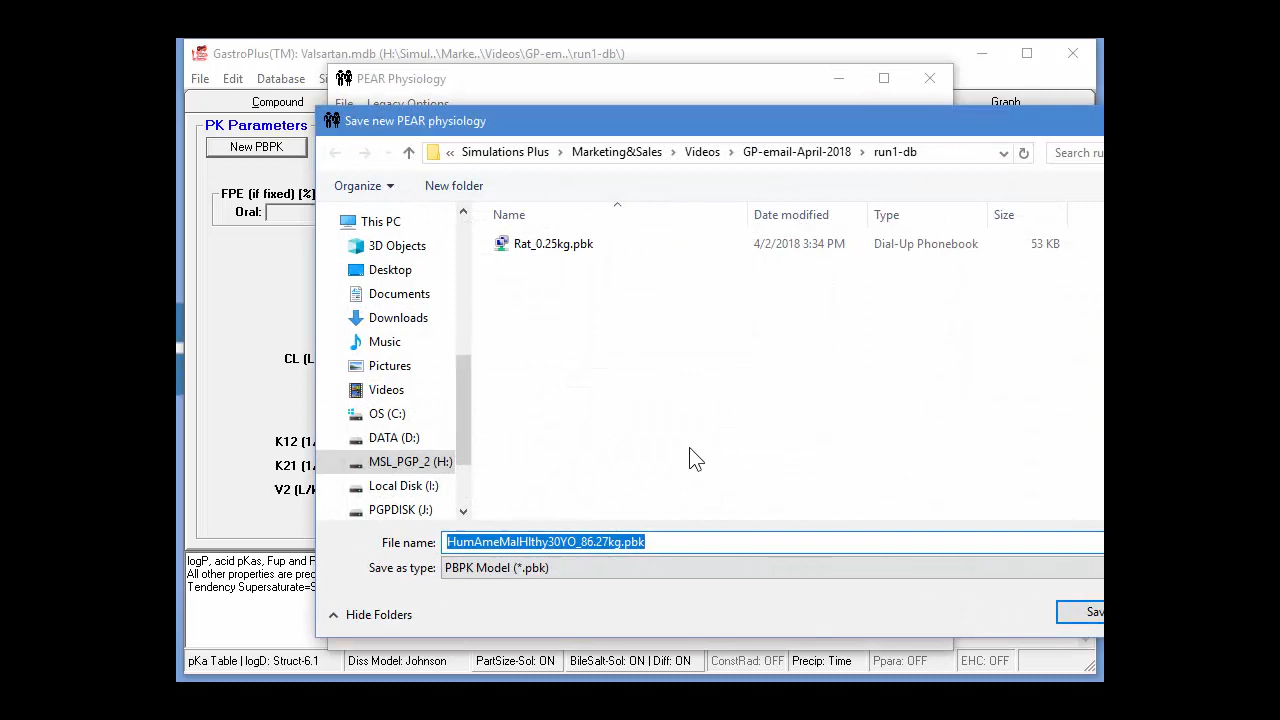 GastroPlus(TM): Valsartan.mdb (H:\Simul..\Marke..\Videos\GP-em..\run1-db\)
File Edit Database
Compound
Graph
PEAR Physiology
File Legacy Options
Save new PEAR physiology
« Simulations Plus > Marketing&Sales > Videos > GP-email-April-2018 > run1-db
Search ru
Organize
New folder
PK Parameters
New PBPK
FPE (if fixed) [%]
Oral:
CL (L
K12 (1/
K21 (1/
V2 (L/k
This PC
3D Objects
Desktop
Documents
Downloads
Music
Pictures
Videos
OS (C:)
DATA (D:)
MSL_PGP_2 (H:)
Local Disk (I:)
PGPDISK (J:)
Name Date modified Type Size
Rat_0.25kg.pbk 4/2/2018 3:34 PM Dial-Up Phonebook 53 KB
File name: HumAmeMalHlthy30YO_86.27kg.pbk
Save as type: PBPK Model (*.pbk)
Hide Folders
Sav
logP, acid pKas, Fup and F
All other properties are prec
Tendency Supersaturate=S
pKa Table | logD: Struct-6.1 Diss Model: Johnson PartSize-Sol: ON BileSalt-Sol: ON | Diff: ON ConstRad: OFF Precip: Time Ppara: OFF EHC: OFF